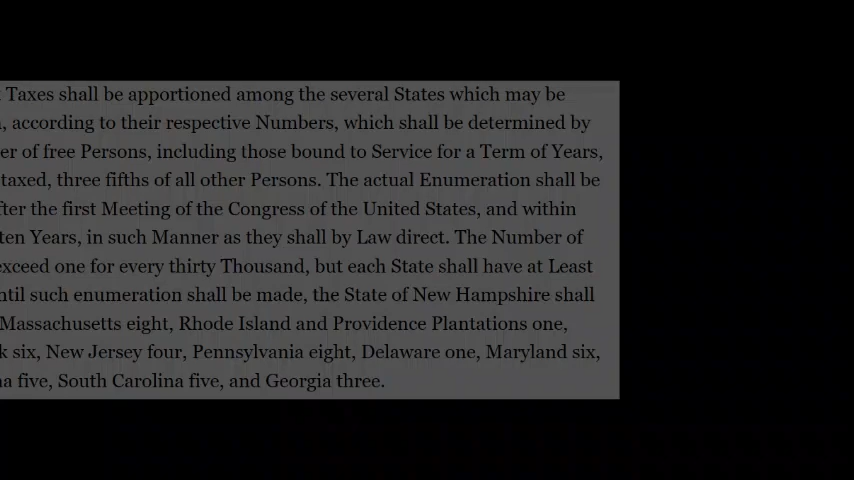 Taxes shall be apportioned among the several States which may be
, according to their respective Numbers, which shall be determined by
er of free Persons, including those bound to Service for a Term of Years,
taxed, three fifths of all other Persons. The actual Enumeration shall be
fter the first Meeting of the Congress of the United States, and within
ten Years, in such Manner as they shall by Law direct. The Number of
exceed one for every thirty Thousand, but each State shall have at Least
ntil such enumeration shall be made, the State of New Hampshire shall
Massachusetts eight, Rhode Island and Providence Plantations one,
k six, New Jersey four, Pennsylvania eight, Delaware one, Maryland six,
na five, South Carolina five, and Georgia three.